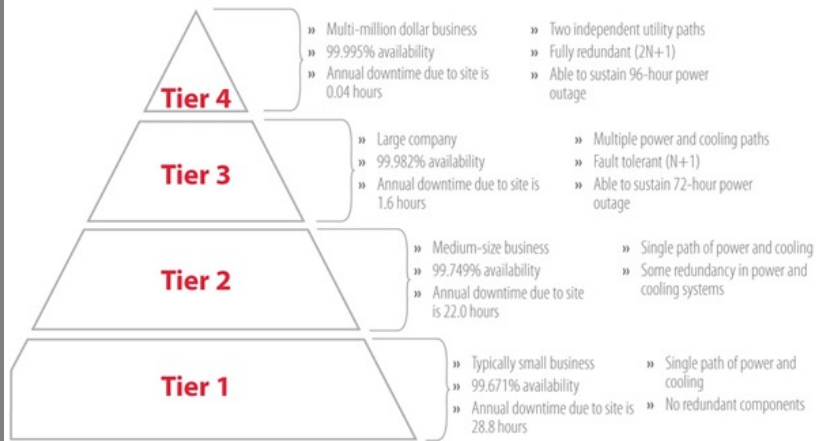 » Multi-million dollar business
» 99.995% availability
» Annual downtime due to site is
0.04 hours
» Two independent utility paths
» Fully redundant (2N+1)
» Able to sustain 96-hour power
outage
Tier 4
» Large company
» 99.982% availability
» Annual downtime due to site is
1.6 hours
» Multiple power and cooling paths
» Fault tolerant (N+1)
» Able to sustain 72-hour power
outage
Tier 3
» Medium-size business
» 99.749% availability
» Annual downtime due to site
is 22.0 hours
» Single path of power and cooling
» Some redundancy in power and
cooling systems
Tier 2
» Typically small business
» 99.671% availability
» Annual downtime due to site is
28.8 hours
» Single path of power and
cooling
» No redundant components
Tier 1